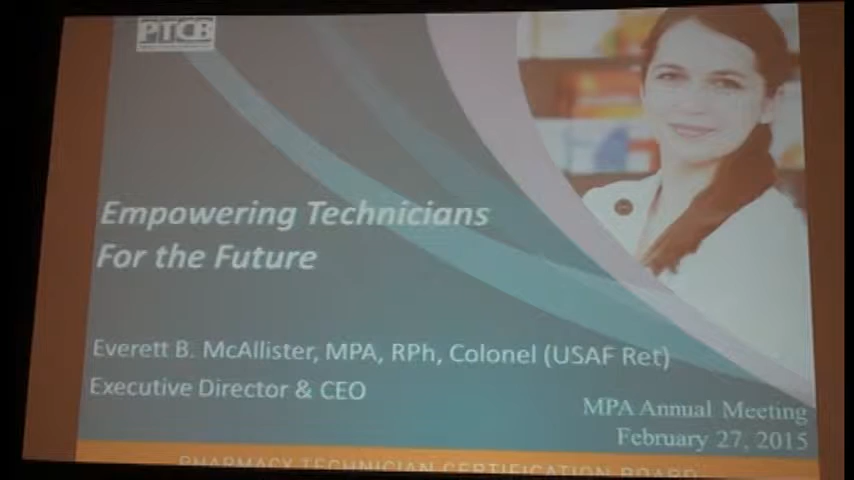 PTCB
Empowering Technicians
For the Future
Everett B. McAllister, MPA, RPh, Colonel (USAF Ret)
Executive Director & CEO
MPA Annual Meeting
February 27, 2015
PHARMACY TECHNICIAN CERTIFICATION BOARD